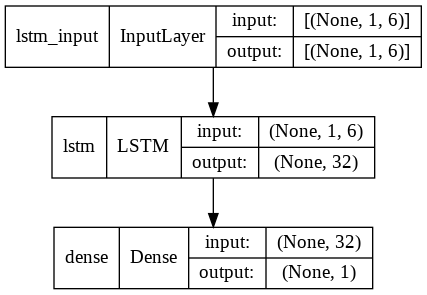 lstm_input InputLayer input: [(None, 1, 6)]
output: [(None, 1, 6)]
lstm LSTM input: (None, 1, 6)
output: (None, 32)
dense Dense input: (None, 32)
output: (None, 1)